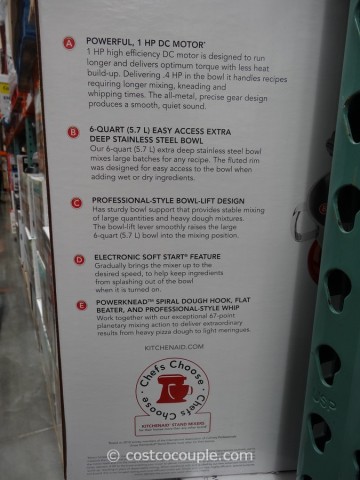 A POWERFUL, 1 HP DC MOTOR*
1 HP high efficiency DC motor is designed to run
longer and delivers optimum torque with less heat
build-up. Delivering .4 HP in the bowl it handles recipes
requiring longer mixing, kneading and
whipping times. The all-metal, precise gear design
produces a smooth, quiet sound.
B 6-QUART (5.7 L) EASY ACCESS EXTRA
DEEP STAINLESS STEEL BOWL
Our 6-quart (5.7 L) extra deep stainless steel bowl
mixes large batches for any recipe. The fluted rim
was designed for easy access to the bowl when
adding wet or dry ingredients.
C PROFESSIONAL-STYLE BOWL-LIFT DESIGN
Has sturdy bowl support that provides stable mixing
of large quantities and heavy dough mixtures.
The bowl-lift lever smoothly raises the large
6-quart (5.7 L) bowl into the mixing position.
D ELECTRONIC SOFT START® FEATURE
Gradually brings the mixer up to the
desired speed, to help keep ingredients
from splashing out of the bowl
when it is turned on.
E POWERKNEAD™ SPIRAL DOUGH HOOK, FLAT
BEATER, AND PROFESSIONAL-STYLE WHIP
Work together with our exceptional 67-point
planetary mixing action to deliver extraordinary
results from heavy pizza dough to light meringues.
KITCHENAID.COM
Chefs Choose
Chefs Choose
KITCHENAID® STAND MIXERS
© costcocouple.com